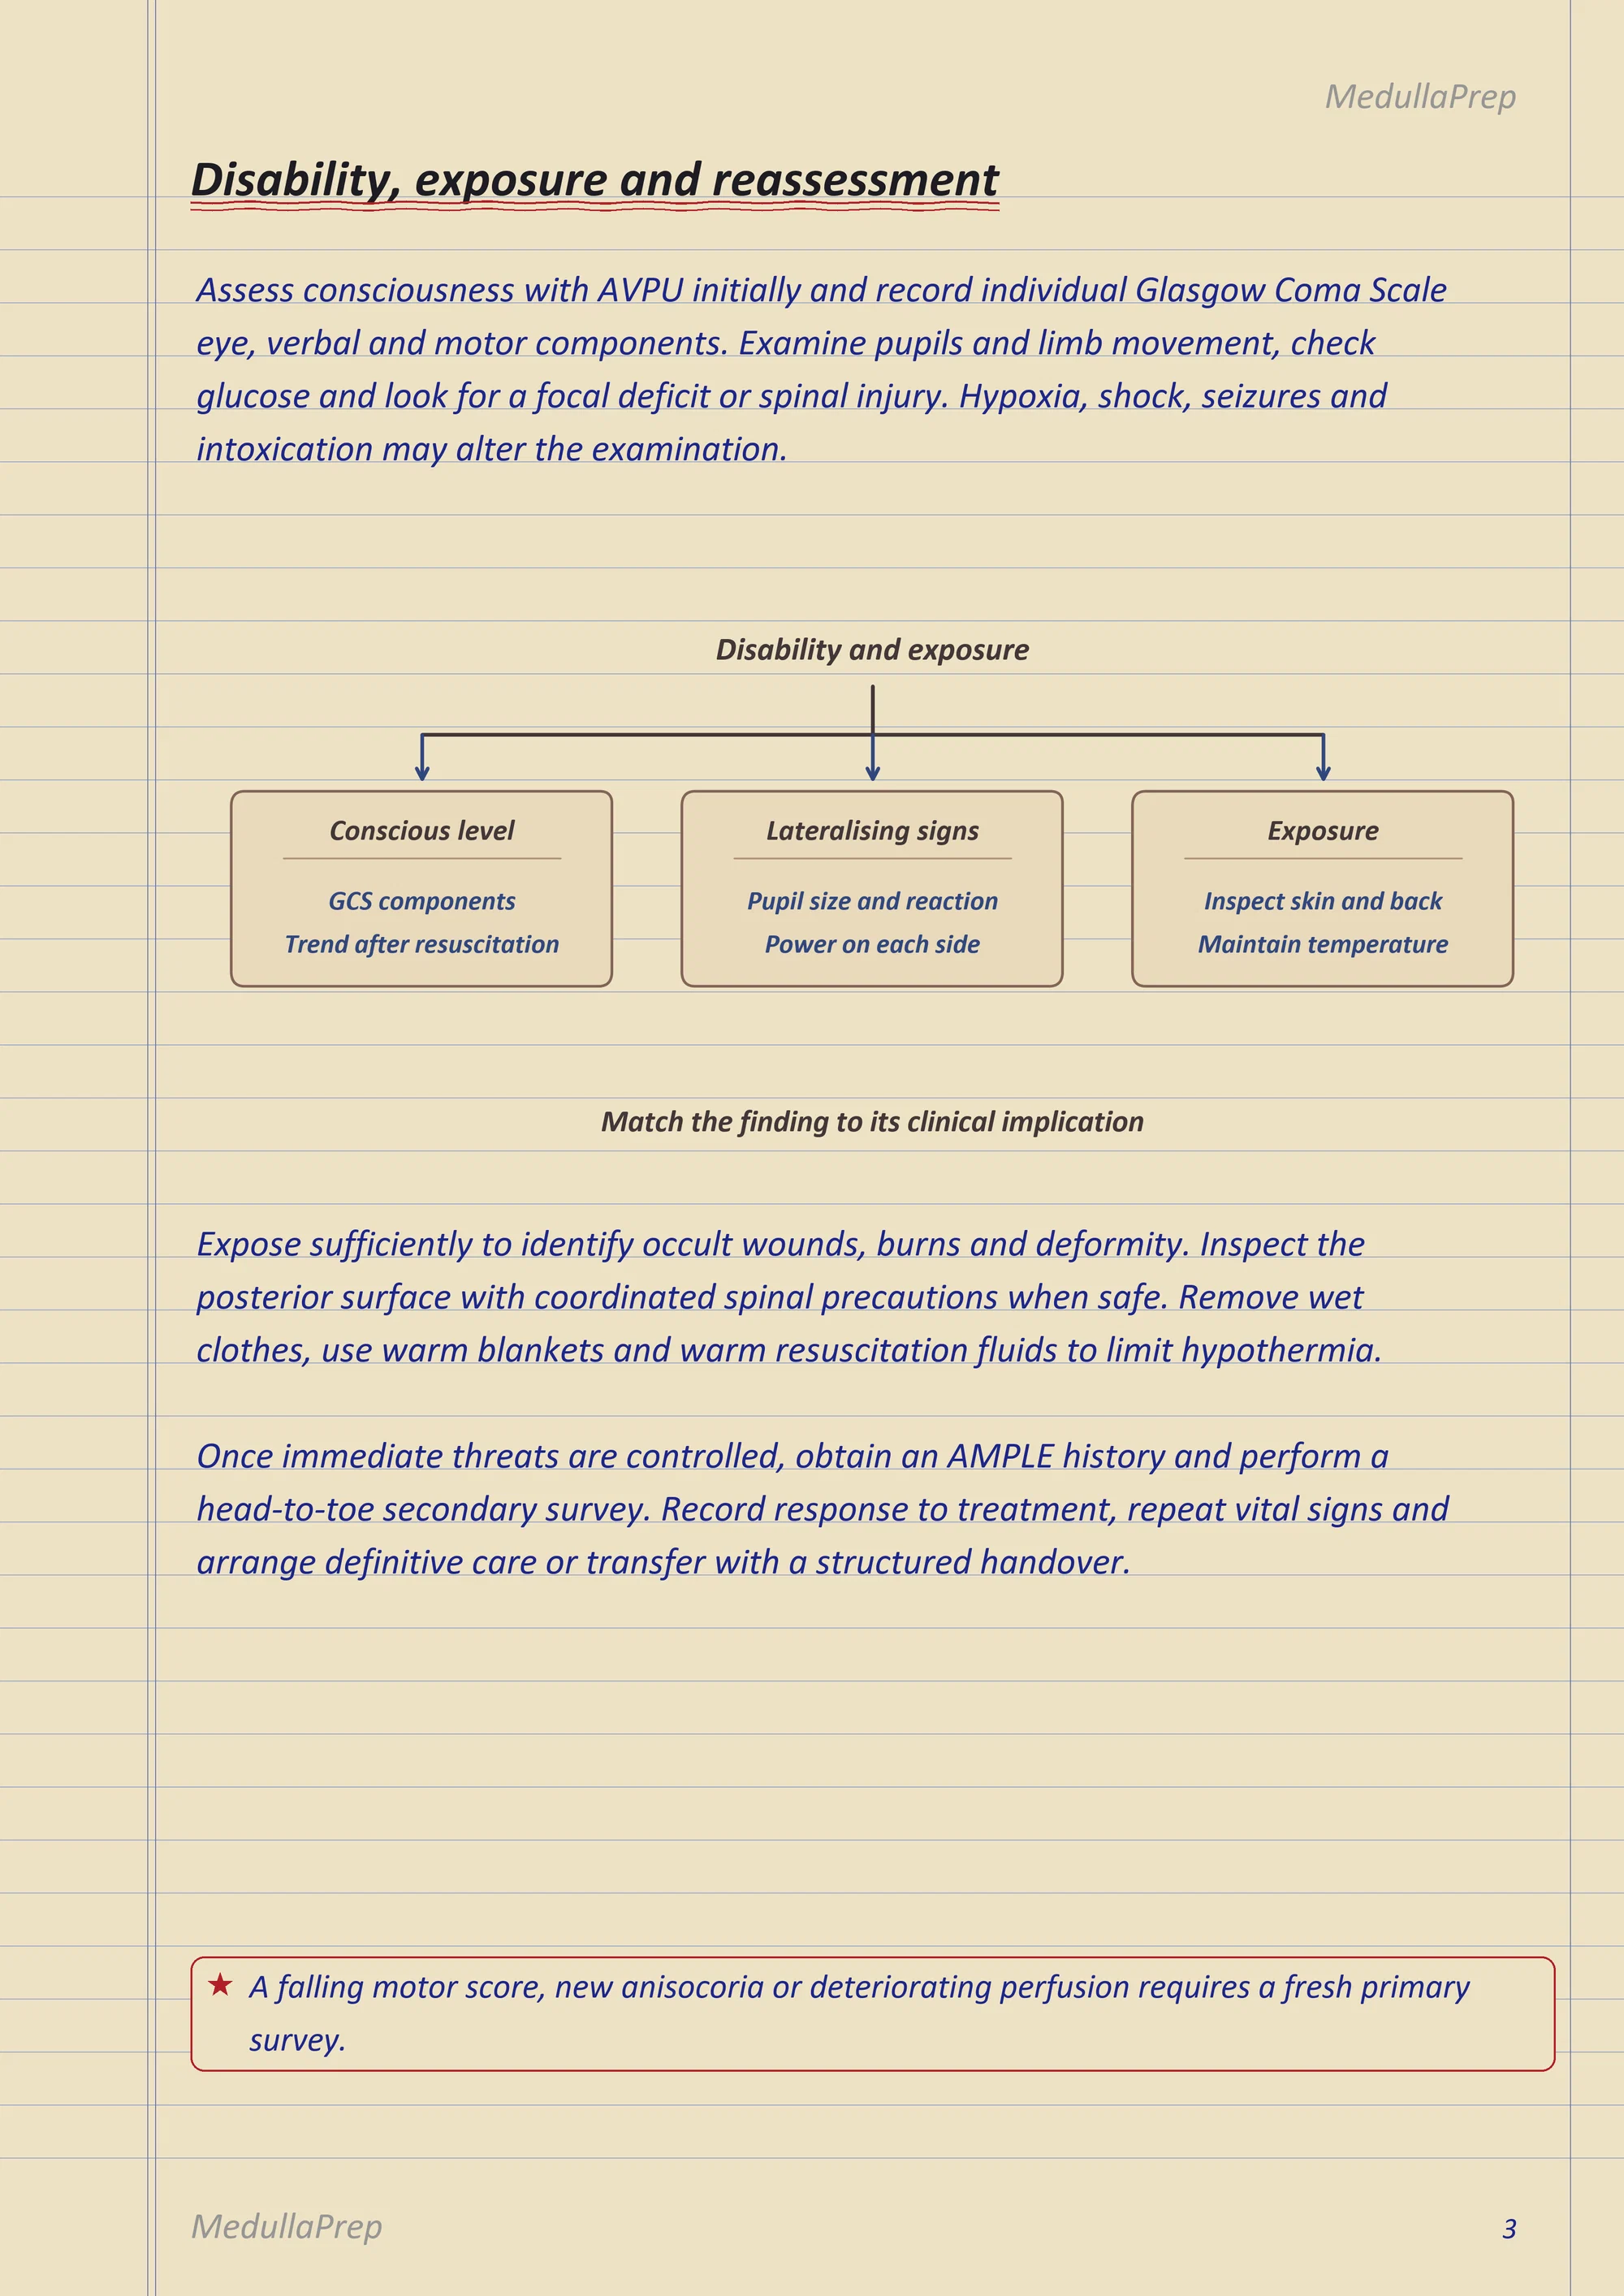 MedullaPrep
Disability, exposure and reassessment
Assess consciousness with AVPU initially and record individual Glasgow Coma Scale
eye, verbal and motor components. Examine pupils and limb movement, check
glucose and look for a focal deficit or spinal injury. Hypoxia, shock, seizures and
intoxication may alter the examination.
Disability and exposure
Conscious level
GCS components
Trend after resuscitation
Lateralising signs
Pupil size and reaction
Power on each side
Exposure
Inspect skin and back
Maintain temperature
Match the finding to its clinical implication
Expose sufficiently to identify occult wounds, burns and deformity. Inspect the
posterior surface with coordinated spinal precautions when safe. Remove wet
clothes, use warm blankets and warm resuscitation fluids to limit hypothermia.
Once immediate threats are controlled, obtain an AMPLE history and perform a
head-to-toe secondary survey. Record response to treatment, repeat vital signs and
arrange definitive care or transfer with a structured handover.
★ A falling motor score, new anisocoria or deteriorating perfusion requires a fresh primary
survey.
MedullaPrep
3